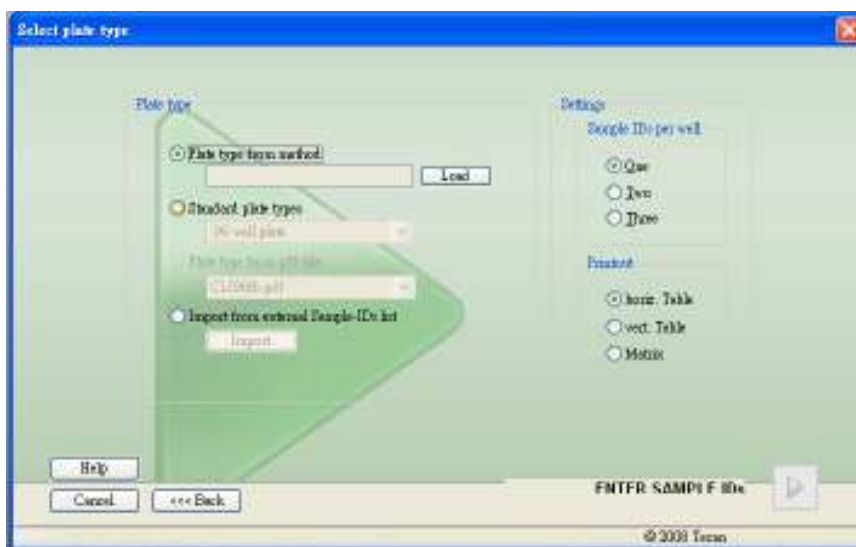 Select plate type
Plate type
Plate type from method:
Load
Standard plate types
96 well plate
Plate type from pdf file
Import from external Sample-IDs list
Import
Settings
Sample IDs per well
One
Two
Three
Printout
horiz. Table
vert. Table
Matrix
Help
Cancel
<<< Back
ENTER SAMPLE IDs
© 2008 Tecan